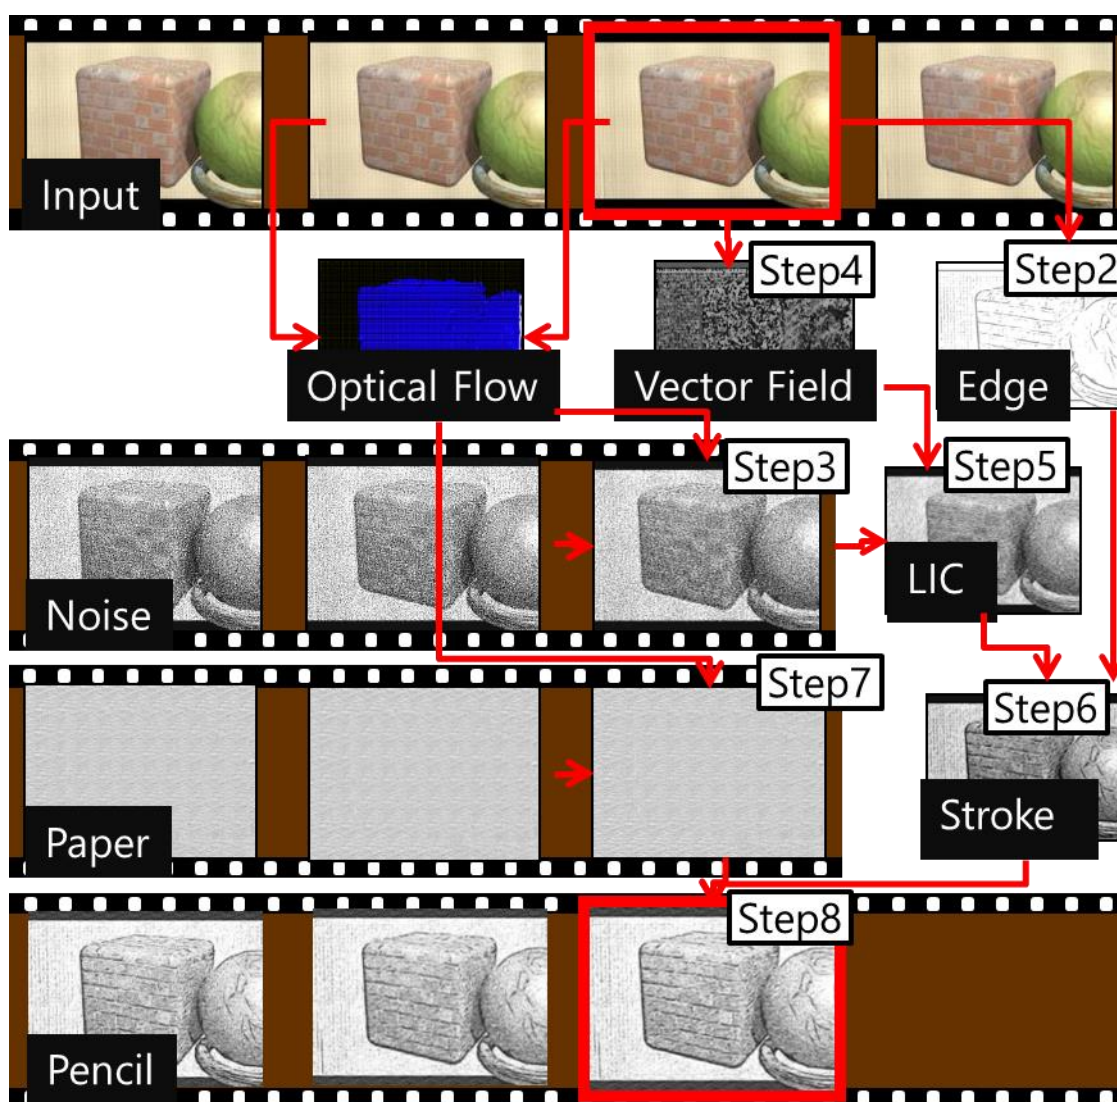 Input
Step4
Step2
Optical Flow
Vector Field
Edge
Step3
Step5
LIC
Noise
Step7
Step6
Paper
Stroke
Step8
Pencil